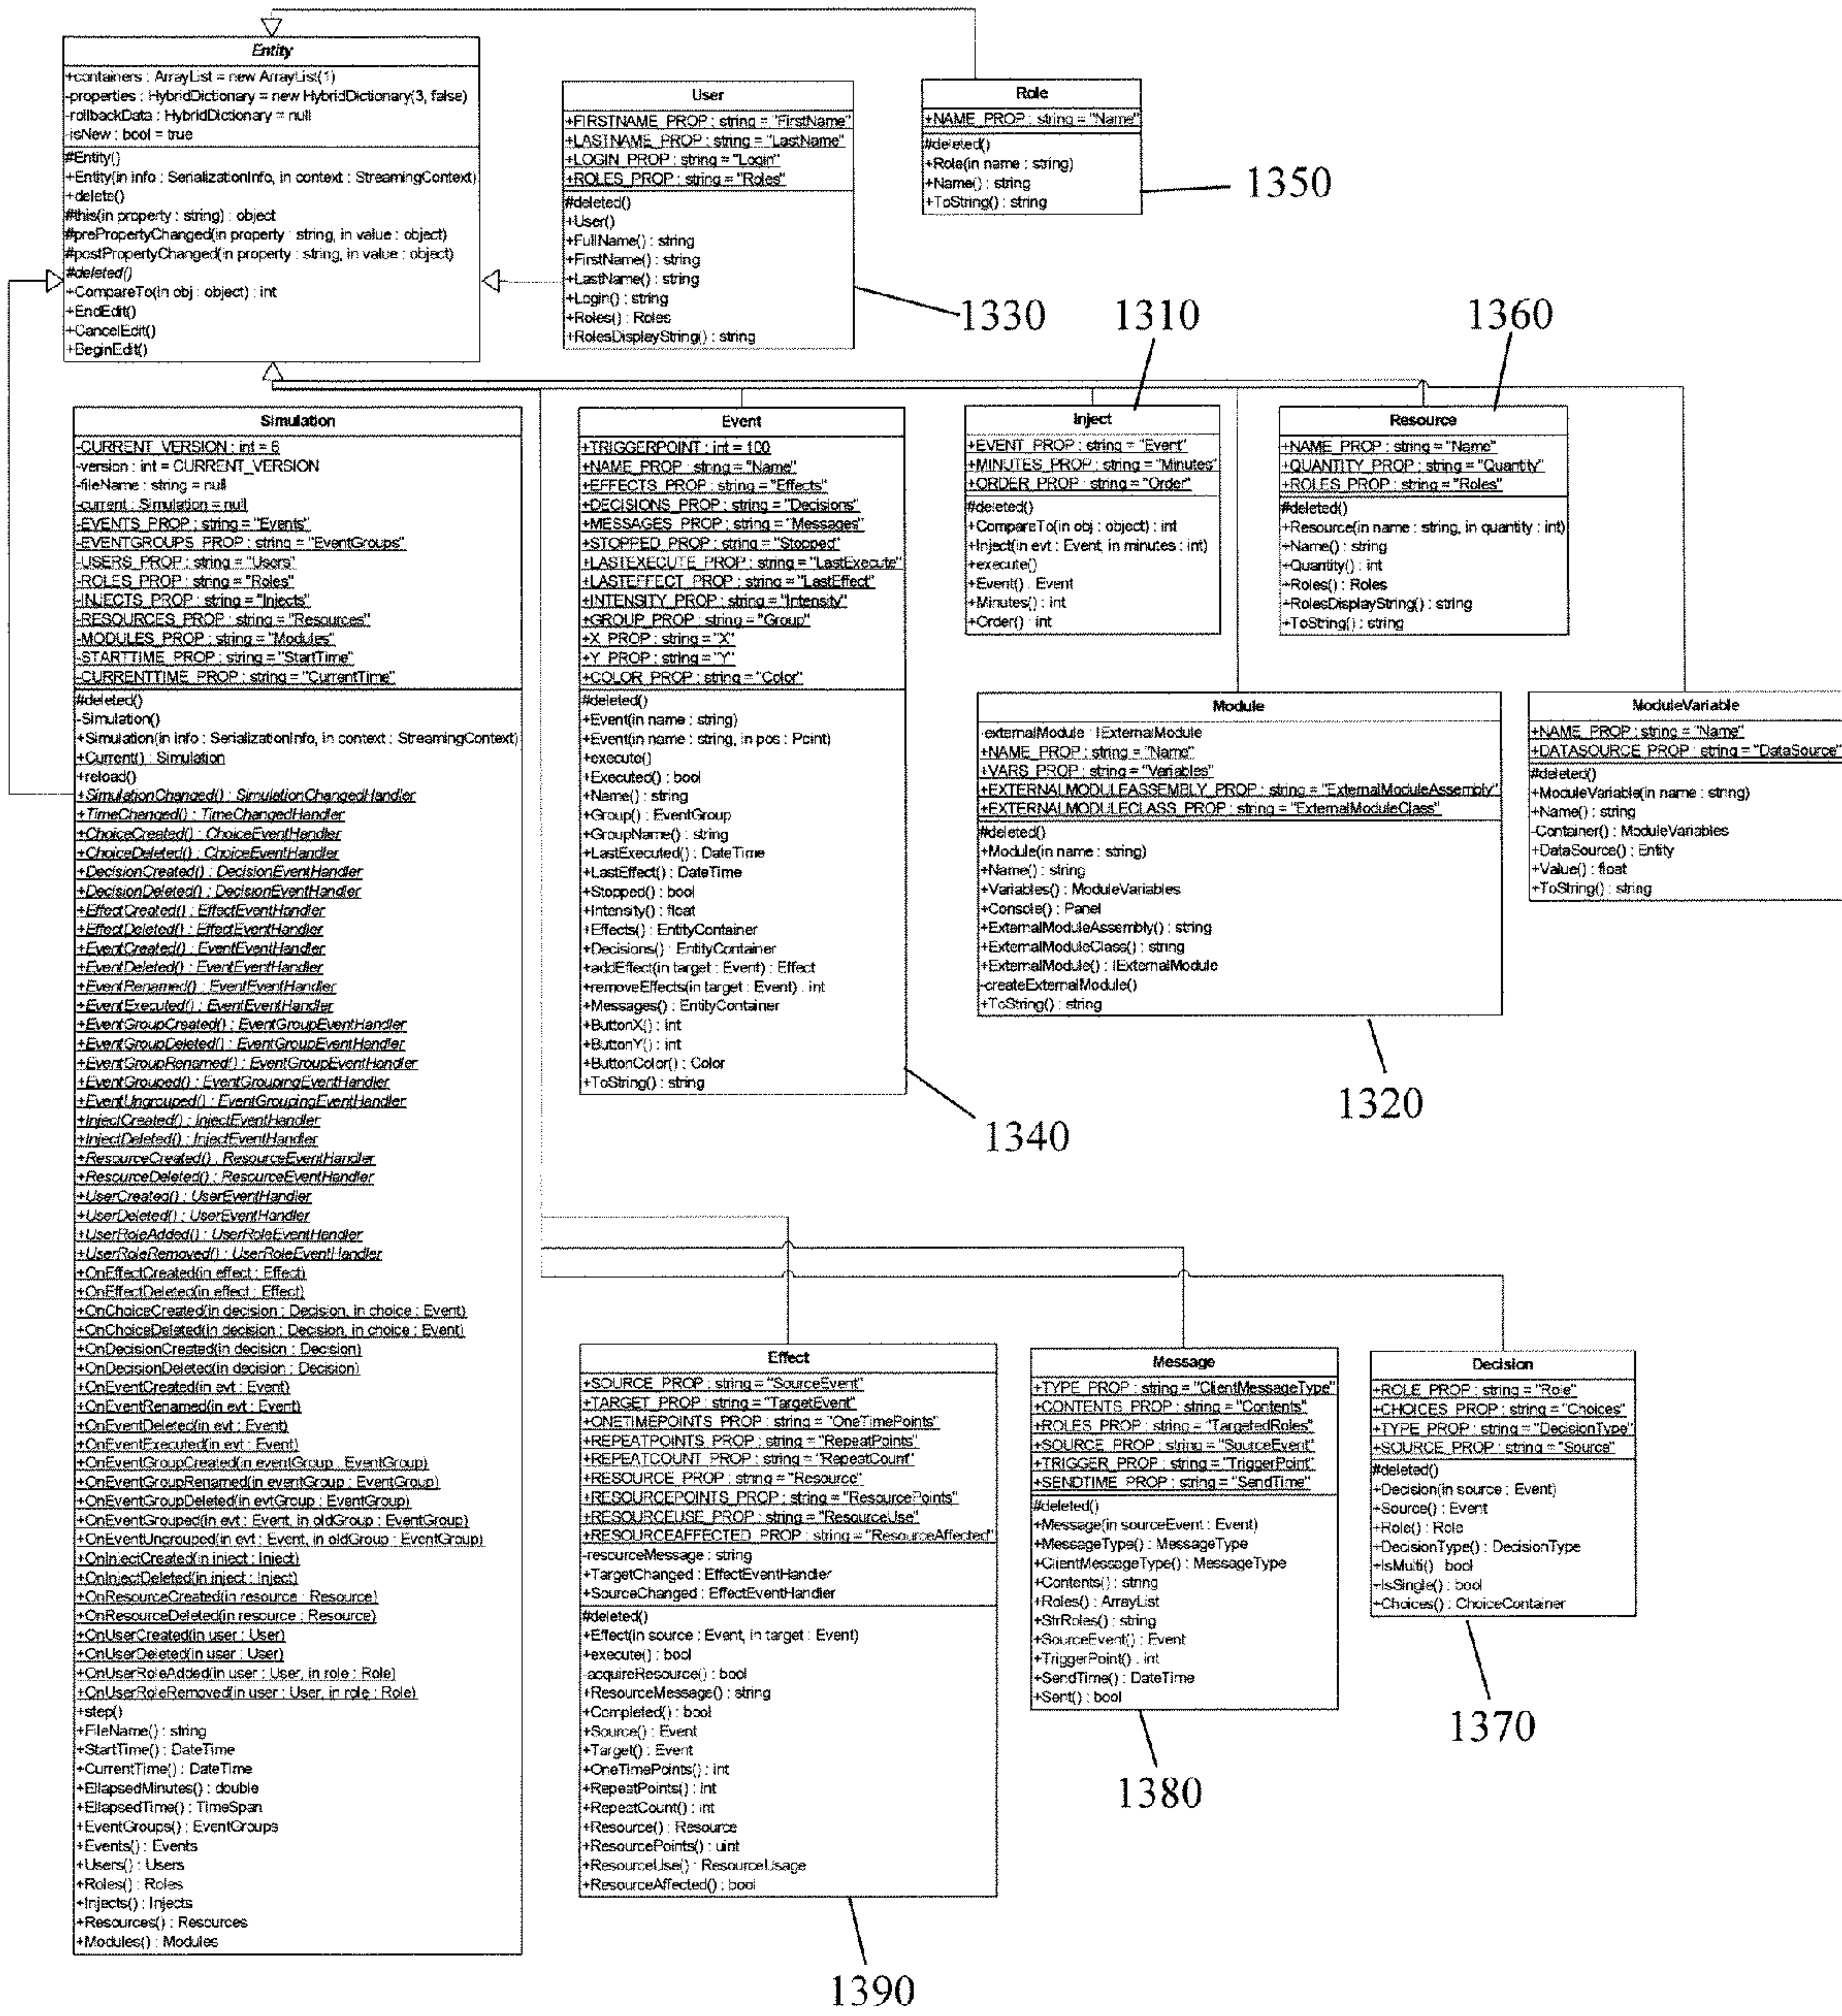 Entity
+containers : ArrayList = new ArrayList(1)
-properties : HybridDictionary = new HybridDictionary(3, false)
-rollbackData : HybridDictionary = null
-isNew : bool = true
#Entity()
+Entity(in info : SerializationInfo, in context : StreamingContext)
+delete()
#this(in property : string) : object
#prePropertyChanged(in property : string, in value : object)
#postPropertyChanged(in property : string, in value : object)
#deleted()
+CompareTo(in obj : object) : int
+EndEdit()
+CancelEdit()
+BeginEdit()
User
+FIRSTNAME_PROP : string = "FirstName"
+LASTNAME_PROP : string = "LastName"
+LOGIN_PROP : string = "Login"
+ROLES_PROP : string = "Roles"
#deleted()
+User()
+FullName() : string
+FirstName() : string
+LastName() : string
+Login() : string
+Roles() : Roles
+RolesDisplayString() : string
1330
Role
+NAME_PROP : string = "Name"
#deleted()
+Role(in name : string)
+Name() : string
+ToString() : string
1350
Simulation
-CURRENT_VERSION : int = 6
-version : int = CURRENT_VERSION
-fileName : string = null
-current : Simulation = null
-EVENTS_PROP : string = "Events"
-EVENTGROUPS_PROP : string = "EventGroups"
-USERS_PROP : string = "Users"
-ROLES_PROP : string = "Roles"
-INJECTS_PROP : string = "Injects"
-RESOURCES_PROP : string = "Resources"
-MODULES_PROP : string = "Modules"
-STARTTIME_PROP : string = "StartTime"
-CURRENTTIME_PROP : string = "CurrentTime"
#deleted()
-Simulation()
+Simulation(in info : SerializationInfo, in context : StreamingContext)
+Current() : Simulation
+reload()
+SimulationChanged() : SimulationChangedHandler
+TimeChanged() : TimeChangedHandler
+ChoiceCreated() : ChoiceEventHandler
+ChoiceDeleted() : ChoiceEventHandler
+DecisionCreated() : DecisionEventHandler
+DecisionDeleted() : DecisionEventHandler
+EffectCreated() : EffectEventHandler
+EffectDeleted() : EffectEventHandler
+EventCreated() : EventEventHandler
+EventDeleted() : EventEventHandler
+EventRenamed() : EventEventHandler
+EventExecuted() : EventEventHandler
+EventGroupCreated() : EventGroupEventHandler
+EventGroupDeleted() : EventGroupEventHandler
+EventGroupRenamed() : EventGroupEventHandler
+EventGrouped() : EventGroupingEventHandler
+EventUngrouped() : EventGroupingEventHandler
+InjectCreated() : InjectEventHandler
+InjectDeleted() : InjectEventHandler
+ResourceCreated() : ResourceEventHandler
+ResourceDeleted() : ResourceEventHandler
+UserCreated() : UserEventHandler
+UserDeleted() : UserEventHandler
+UserRoleAdded() : UserRoleEventHandler
+UserRoleRemoved() : UserRoleEventHandler
+OnEffectCreated(in effect : Effect)
+OnEffectDeleted(in effect : Effect)
+OnChoiceCreated(in decision : Decision, in choice : Event)
+OnChoiceDeleted(in decision : Decision, in choice : Event)
+OnDecisionCreated(in decision : Decision)
+OnDecisionDeleted(in decision : Decision)
+OnEventCreated(in evt : Event)
+OnEventRenamed(in evt : Event)
+OnEventDeleted(in evt : Event)
+OnEventExecuted(in evt : Event)
+OnEventGroupCreated(in eventGroup : EventGroup)
+OnEventGroupRenamed(in eventGroup : EventGroup)
+OnEventGroupDeleted(in evtGroup : EventGroup)
+OnEventGrouped(in evt : Event, in oldGroup : EventGroup)
+OnEventUngrouped(in evt : Event, in oldGroup : EventGroup)
+OnInjectCreated(in inject : Inject)
+OnInjectDeleted(in inject : Inject)
+OnResourceCreated(in resource : Resource)
+OnResourceDeleted(in resource : Resource)
+OnUserCreated(in user : User)
+OnUserDeleted(in user : User)
+OnUserRoleAdded(in user : User, in role : Role)
+OnUserRoleRemoved(in user : User, in role : Role)
+step()
+FileName() : string
+StartTime() : DateTime
+CurrentTime() : DateTime
+EllapsedMinutes() : double
+EllapsedTime() : TimeSpan
+EventGroups() : EventGroups
+Events() : Events
+Users() : Users
+Roles() : Roles
+Injects() : Injects
+Resources() : Resources
+Modules() : Modules
Event
+TRIGGERPOINT : int = 100
+NAME_PROP : string = "Name"
+EFFECTS_PROP : string = "Effects"
+DECISIONS_PROP : string = "Decisions"
+MESSAGES_PROP : string = "Messages"
+STOPPED_PROP : string = "Stopped"
+LASTEXECUTE_PROP : string = "LastExecute"
+LASTEFFECT_PROP : string = "LastEffect"
+INTENSITY_PROP : string = "Intensity"
+GROUP_PROP : string = "Group"
+X_PROP : string = "X"
+Y_PROP : string = "Y"
+COLOR_PROP : string = "Color"
#deleted()
+Event(in name : string)
+Event(in name : string, in pos : Point)
+execute()
+Executed() : bool
+Name() : string
+Group() : EventGroup
+GroupName() : string
+LastExecuted() : DateTime
+LastEffect() : DateTime
+Stopped() : bool
+Intensity() : float
+Effects() : EntityContainer
+Decisions() : EntityContainer
+addEffect(in target : Event) : Effect
+removeEffects(in target : Event) : int
+Messages() : EntityContainer
+ButtonX() : int
+ButtonY() : int
+ButtonColor() : Color
+ToString() : string
1340
1310
Inject
+EVENT_PROP : string = "Event"
+MINUTES_PROP : string = "Minutes"
+ORDER_PROP : string = "Order"
#deleted()
+CompareTo(in obj : object) : int
+Inject(in evt : Event, in minutes : int)
+execute()
+Event() : Event
+Minutes() : int
+Order() : int
1360
Resource
+NAME_PROP : string = "Name"
+QUANTITY_PROP : string = "Quantity"
+ROLES_PROP : string = "Roles"
#deleted()
+Resource(in name : string, in quantity : int)
+Name() : string
+Quantity() : int
+Roles() : Roles
+RolesDisplayString() : string
+ToString() : string
Module
-externalModule : IExternalModule
+NAME_PROP : string = "Name"
+VARS_PROP : string = "Variables"
+EXTERNALMODULEASSEMBLY_PROP : string = "ExternalModuleAssembly"
+EXTERNALMODULECLASS_PROP : string = "ExternalModuleClass"
#deleted()
+Module(in name : string)
+Name() : string
+Variables() : ModuleVariables
+Console() : Panel
+ExternalModuleAssembly() : string
+ExternalModuleClass() : string
+ExternalModule() : IExternalModule
-createExternalModule()
+ToString() : string
1320
ModuleVariable
+NAME_PROP : string = "Name"
+DATASOURCE_PROP : string = "DataSource"
#deleted()
+ModuleVariable(in name : string)
+Name() : string
-Container() : ModuleVariables
+DataSource() : Entity
+Value() : float
+ToString() : string
Effect
+SOURCE_PROP : string = "SourceEvent"
+TARGET_PROP : string = "TargetEvent"
+ONETIMEPOINTS_PROP : string = "OneTimePoints"
+REPEATPOINTS_PROP : string = "RepeatPoints"
+REPEATCOUNT_PROP : string = "RepeatCount"
+RESOURCE_PROP : string = "Resource"
+RESOURCEPOINTS_PROP : string = "ResourcePoints"
+RESOURCEUSE_PROP : string = "ResourceUse"
+RESOURCEAFFECTED_PROP : string = "ResourceAffected"
-resourceMessage : string
+TargetChanged : EffectEventHandler
+SourceChanged : EffectEventHandler
#deleted()
+Effect(in source : Event, in target : Event)
+execute() : bool
-acquireResource() : bool
+ResourceMessage() : string
+Completed() : bool
+Source() : Event
+Target() : Event
+OneTimePoints() : int
+RepeatPoints() : int
+RepeatCount() : int
+Resource() : Resource
+ResourcePoints() : uint
+ResourceUse() : ResourceUsage
+ResourceAffected() : bool
1390
Message
+TYPE_PROP : string = "ClientMessageType"
+CONTENTS_PROP : string = "Contents"
+ROLES_PROP : string = "TargetedRoles"
+SOURCE_PROP : string = "SourceEvent"
+TRIGGER_PROP : string = "TriggerPoint"
+SENDTIME_PROP : string = "SendTime"
#deleted()
+Message(in sourceEvent : Event)
+MessageType() : MessageType
+ClientMessageType() : MessageType
+Contents() : string
+Roles() : ArrayList
+StrRoles() : string
+SourceEvent() : Event
+TriggerPoint() : int
+SendTime() : DateTime
+Sent() : bool
1380
Decision
+ROLE_PROP : string = "Role"
+CHOICES_PROP : string = "Choices"
+TYPE_PROP : string = "DecisionType"
+SOURCE_PROP : string = "Source"
#deleted()
+Decision(in source : Event)
+Source() : Event
+Role() : Role
+DecisionType() : DecisionType
+IsMulti() : bool
+IsSingle() : bool
+Choices() : ChoiceContainer
1370